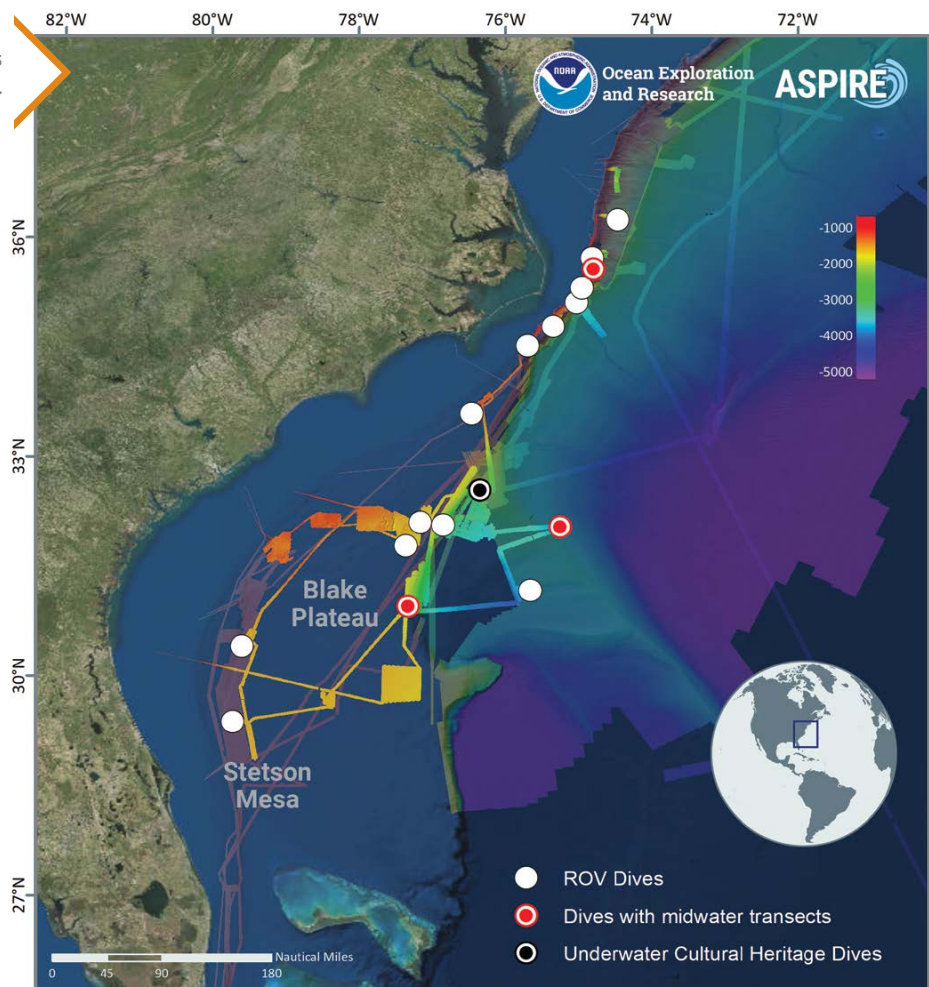 82°W 80°W 78°W 76°W 74°W 72°W
NOAA
Ocean Exploration
and Research
ASPIRE
36°N
33°N
30°N
27°N
-1000
-2000
-3000
-4000
-5000
Blake
Plateau
Stetson
Mesa
ROV Dives
Dives with midwater transects
Underwater Cultural Heritage Dives
Nautical Miles
0 45 90 180